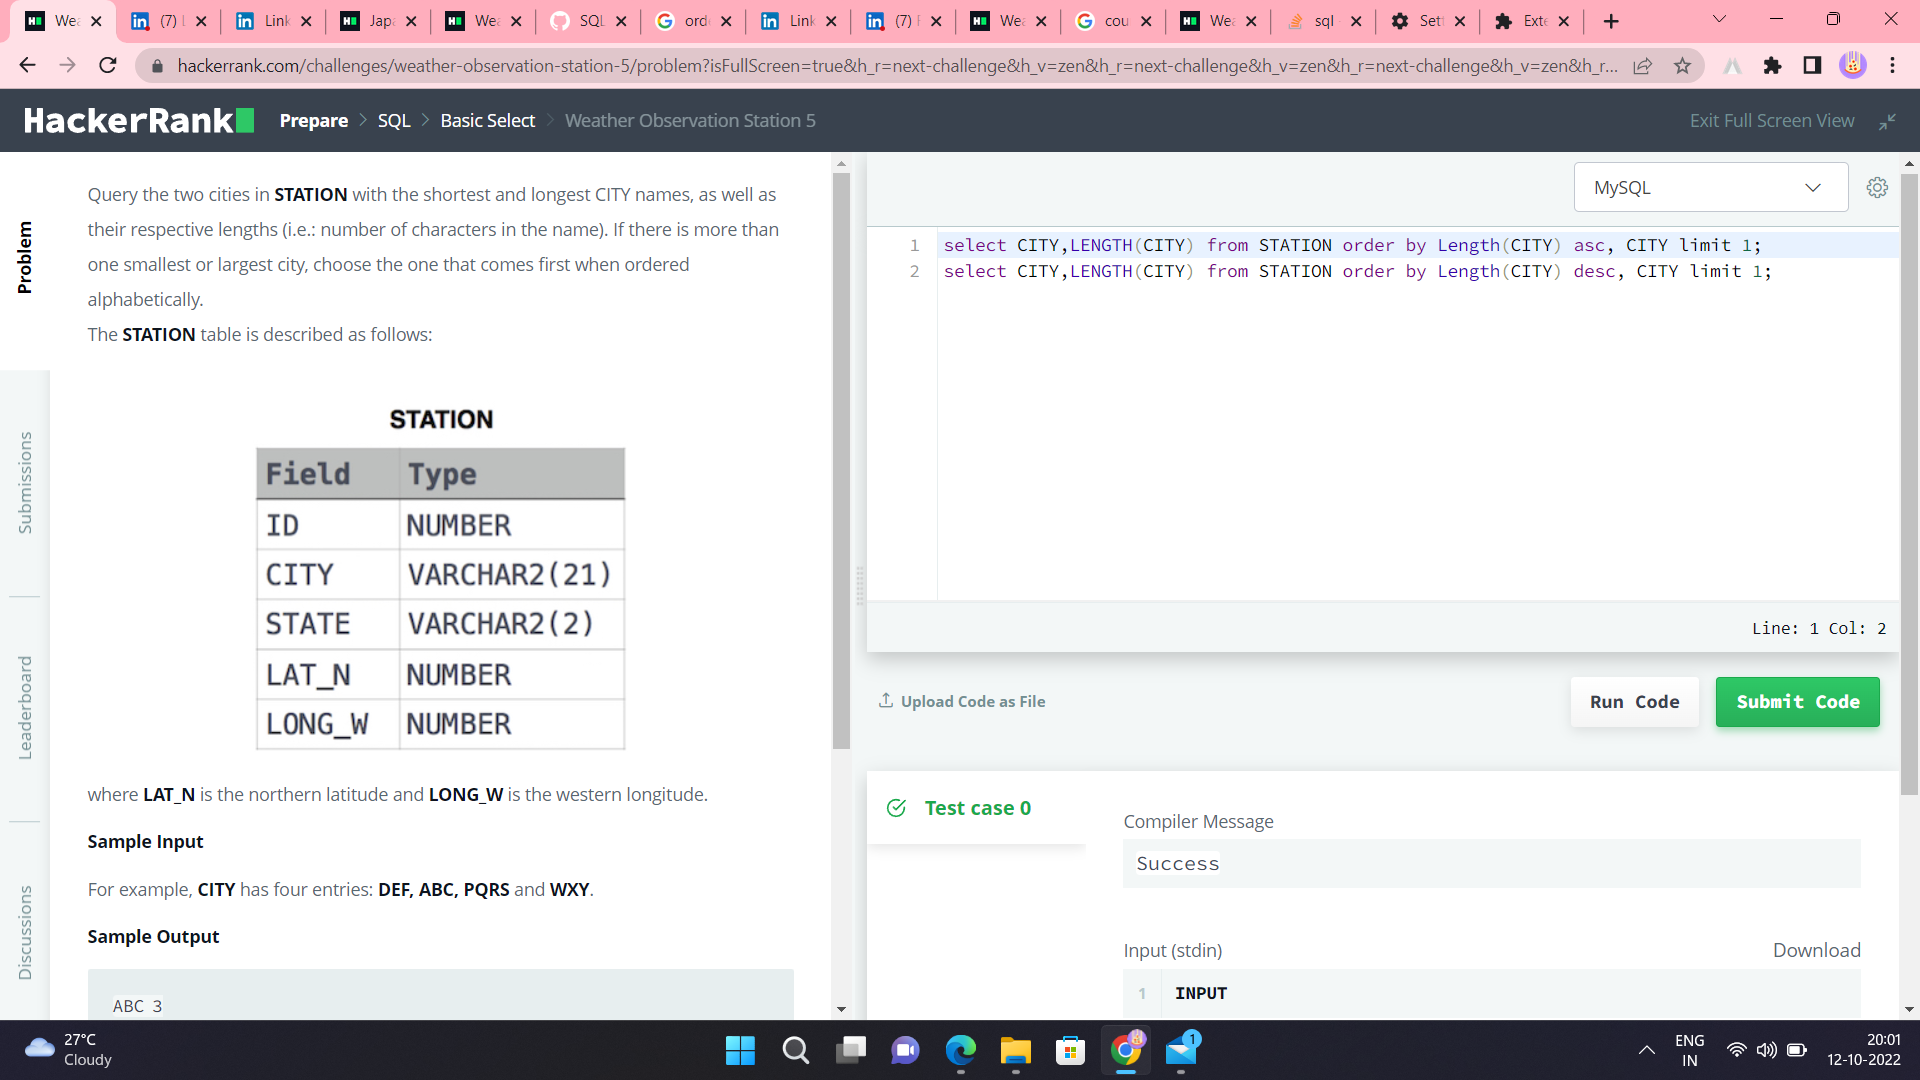 Wea
(7) L
Link
Japa
Wea
SQL
orde
Link
(7) F
Wea
cou
Wea
sql
Sett
Exte
hackerrank.com/challenges/weather-observation-station-5/problem?isFullScreen=true&h_r=next-challenge&h_v=zen&h_r=next-challenge&h_v=zen&h_r=next-challenge&h_v=zen&h_r...
HackerRank
Prepare > SQL > Basic Select > Weather Observation Station 5
Exit Full Screen View
Problem
Submissions
Leaderboard
Discussions
Query the two cities in STATION with the shortest and longest CITY names, as well as
their respective lengths (i.e.: number of characters in the name). If there is more than
one smallest or largest city, choose the one that comes first when ordered
alphabetically.
The STATION table is described as follows:
STATION
Field Type
ID NUMBER
CITY VARCHAR2(21)
STATE VARCHAR2(2)
LAT_N NUMBER
LONG_W NUMBER
where LAT_N is the northern latitude and LONG_W is the western longitude.
Sample Input
For example, CITY has four entries: DEF, ABC, PQRS and WXY.
Sample Output
ABC 3
MySQL
1 select CITY,LENGTH(CITY) from STATION order by Length(CITY) asc, CITY limit 1;
2 select CITY,LENGTH(CITY) from STATION order by Length(CITY) desc, CITY limit 1;
Line: 1 Col: 2
Upload Code as File
Run Code
Submit Code
Test case 0
Compiler Message
Success
Input (stdin)
Download
1 INPUT
27°C
Cloudy
1
ENG
IN
20:01
12-10-2022